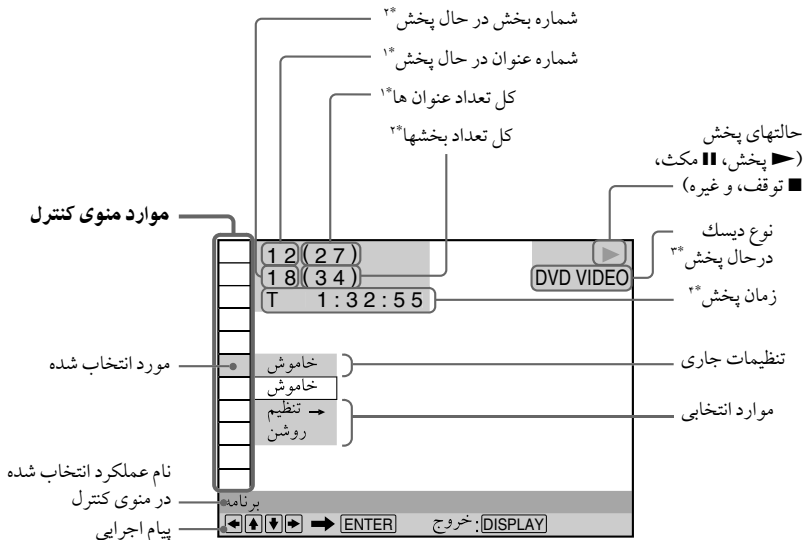 شماره بخش در حال پخش*۲
شماره عنوان در حال پخش*۱
کل تعداد عنوان ها*۱
کل تعداد بخشها*۲
حالتهای پخش
(► پخش، ❙❙ مکث،
■ توقف، و غیره)
موارد منوی کنترل
نوع دیسك
درحال پخش*۳
زمان پخش*۴
12(27)
18(34)
T 1:32:55
►
DVD VIDEO
مورد انتخاب شده
تنظیمات جاری
موارد انتخابی
خاموش
خاموش
→ تنظیم
روشن
نام عملکرد انتخاب شده
در منوی کنترل
پیام اجرایی
برنامه
←↑↓→ ➡ ENTER خروج: DISPLAY